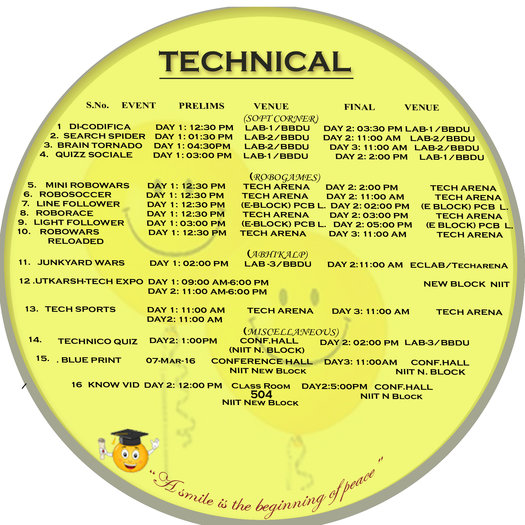 TECHNICAL
S.No. EVENT PRELIMS VENUE FINAL VENUE
(SOFT CORNER)
1 DI-CODIFICA DAY 1: 12:30 PM LAB-1/BBDU DAY 2: 03:30 PM LAB-1/BBDU
2. SEARCH SPIDER DAY 1: 01:30 PM LAB-2/BBDU DAY 2: 11:00 AM LAB-2/BBDU
3. BRAIN TORNADO DAY 1: 04:30PM LAB-2/BBDU DAY 3: 11:00 AM LAB-2/BBDU
4. QUIZZ SOCIALE DAY 1: 03:00 PM LAB-1/BBDU DAY 2: 2:00 PM LAB-1/BBDU
(ROBOGAMES)
5. MINI ROBOWARS DAY 1: 12:30 PM TECH ARENA DAY 2: 2:00 PM TECH ARENA
6. ROBOSOCCER DAY 1: 12:30 PM TECH ARENA DAY 2: 11:00 AM TECH ARENA
7. LINE FOLLOWER DAY 1: 12:30 PM (E-BLOCK) PCB L. DAY 2: 02:00 PM (E BLOCK) PCB L.
8. ROBORACE DAY 1: 12:30 PM TECH ARENA DAY 2: 03:00 PM TECH ARENA
9. LIGHT FOLLOWER DAY 1: 03:00 PM (E-BLOCK) PCB L. DAY 2: 05:00 PM (E BLOCK) PCB L.
10. ROBOWARS DAY 1: 12:30 PM TECH ARENA DAY 3: 11:00 AM TECH ARENA
RELOADED
(ABHIKALP)
11. JUNKYARD WARS DAY 1: 02:00 PM LAB -3/BBDU DAY 2:11:00 AM ECLAB/TECHARENA
12 .UTKARSH-TECH EXPO DAY 1: 09:00 AM-6:00 PM NEW BLOCK NIIT
DAY 2: 11:00 AM-6:00 PM
13. TECH SPORTS DAY 1: 11:00 AM TECH ARENA DAY 3: 11:00 AM TECH ARENA
DAY2: 11:00 AM
(MISCELLANEOUS)
14. TECHNICO QUIZ DAY2: 1:00PM CONF.HALL DAY 2: 02:00 PM LAB-3/BBDU
(NIIT N. BLOCK)
15. . BLUE PRINT 07-MAR-16 CONFERENCE HALL DAY3: 11:00AM CONF.HALL
NIIT NEW BLOCK NIIT N. BLOCK
16 KNOW VID DAY 2: 12:00 PM CLASS ROOM DAY2:5:00PM CONF.HALL
504 NIIT N BLOCK
NIIT NEW BLOCK
"A smile is the beginning of peace"